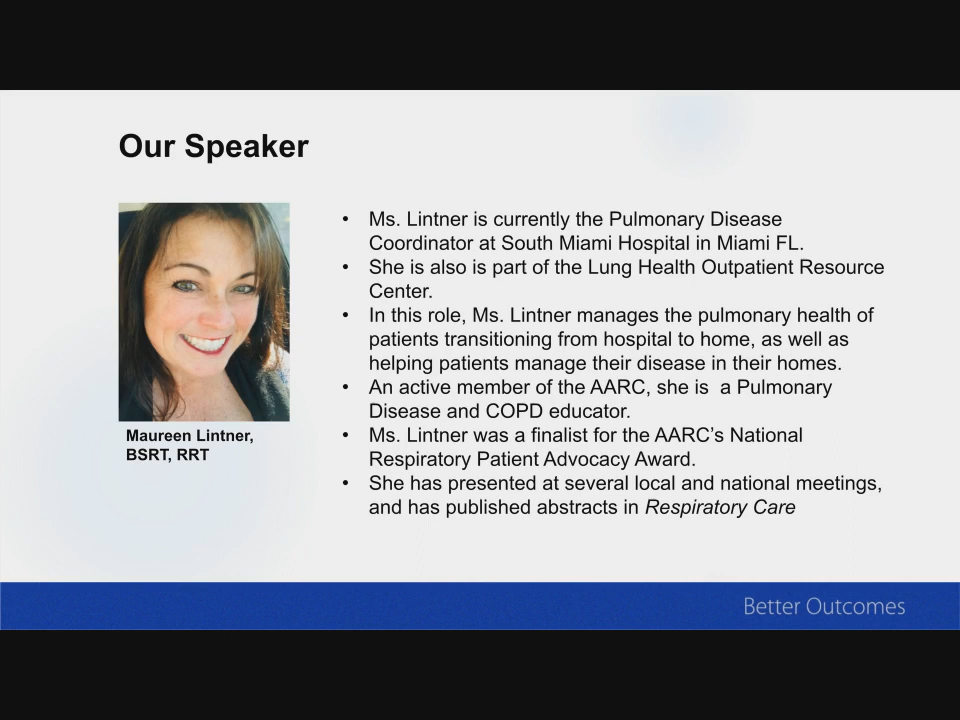 Our Speaker
Maureen Lintner,
BSRT, RRT
• Ms. Lintner is currently the Pulmonary Disease
Coordinator at South Miami Hospital in Miami FL.
• She is also is part of the Lung Health Outpatient Resource
Center.
• In this role, Ms. Lintner manages the pulmonary health of
patients transitioning from hospital to home, as well as
helping patients manage their disease in their homes.
• An active member of the AARC, she is  a Pulmonary
Disease and COPD educator.
• Ms. Lintner was a finalist for the AARC’s National
Respiratory Patient Advocacy Award.
• She has presented at several local and national meetings,
and has published abstracts in Respiratory Care
Better Outcomes